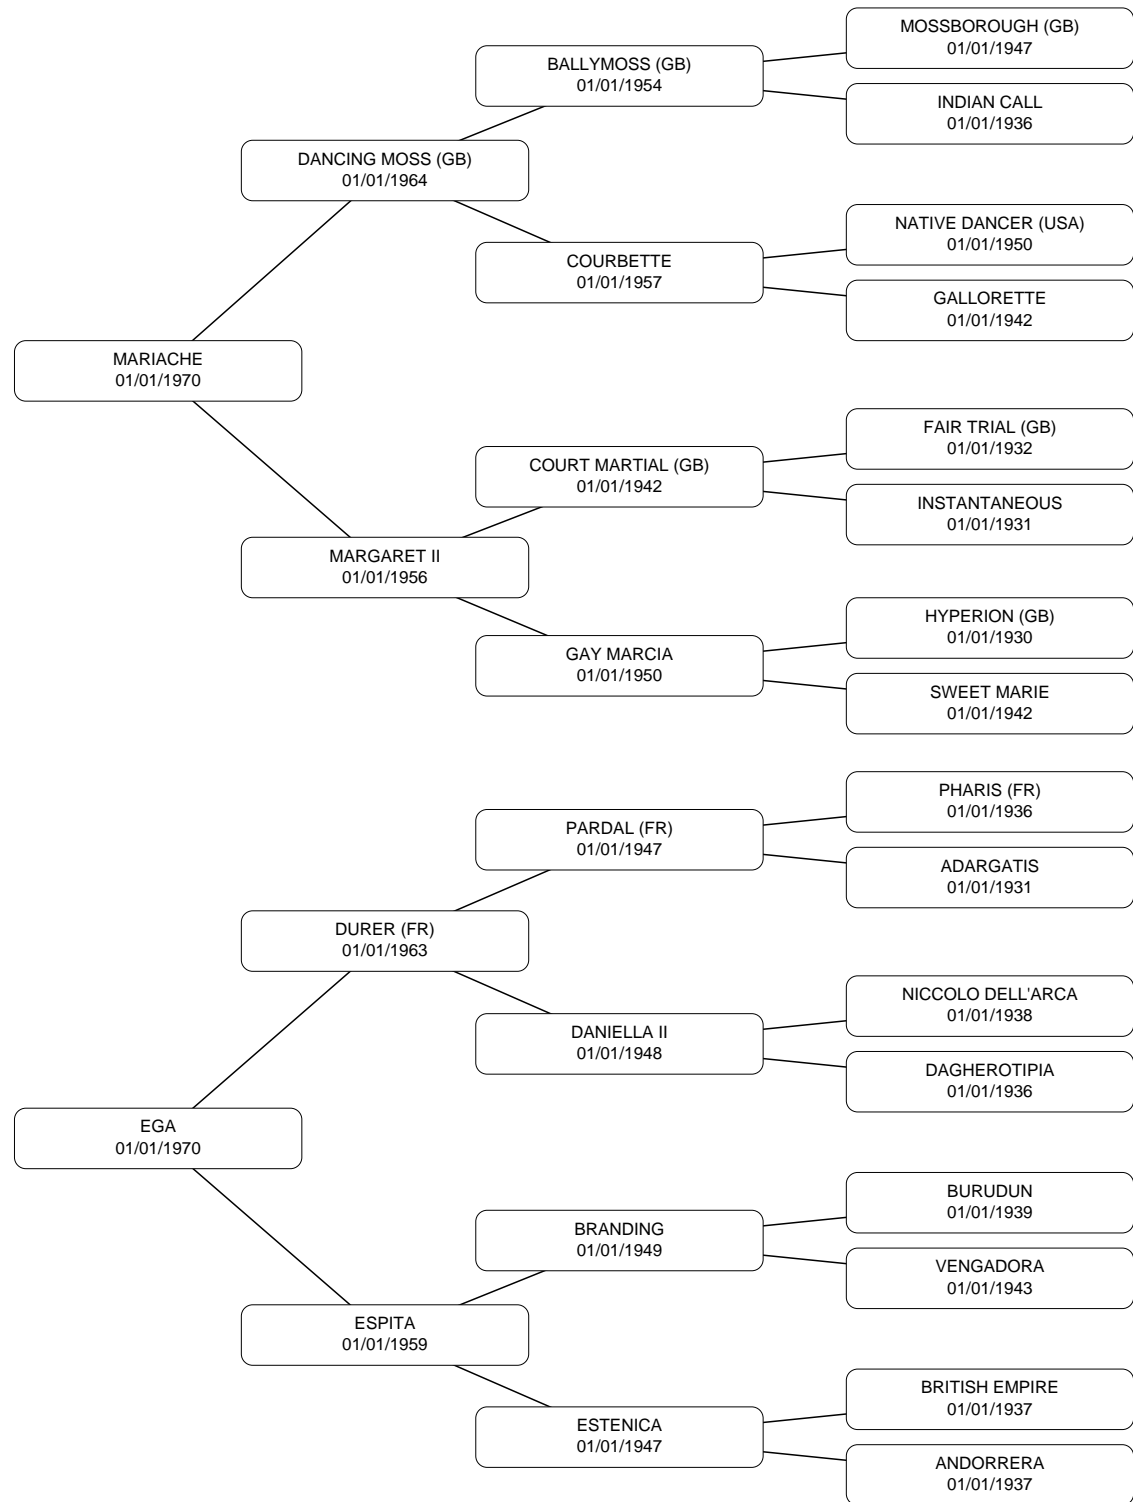 MOSSBOROUGH (GB)
01/01/1947
BALLYMOSS (GB)
01/01/1954
INDIAN CALL
01/01/1936
DANCING MOSS (GB)
01/01/1964
NATIVE DANCER (USA)
01/01/1950
COURBETTE
01/01/1957
GALLORETTE
01/01/1942
MARIACHE
01/01/1970
FAIR TRIAL (GB)
01/01/1932
COURT MARTIAL (GB)
01/01/1942
INSTANTANEOUS
01/01/1931
MARGARET II
01/01/1956
HYPERION (GB)
01/01/1930
GAY MARCIA
01/01/1950
SWEET MARIE
01/01/1942
PHARIS (FR)
01/01/1936
PARDAL (FR)
01/01/1947
ADARGATIS
01/01/1931
DURER (FR)
01/01/1963
NICCOLO DELL'ARCA
01/01/1938
DANIELLA II
01/01/1948
DAGHEROTIPIA
01/01/1936
EGA
01/01/1970
BURUDUN
01/01/1939
BRANDING
01/01/1949
VENGADORA
01/01/1943
ESPITA
01/01/1959
BRITISH EMPIRE
01/01/1937
ESTENICA
01/01/1947
ANDORRERA
01/01/1937